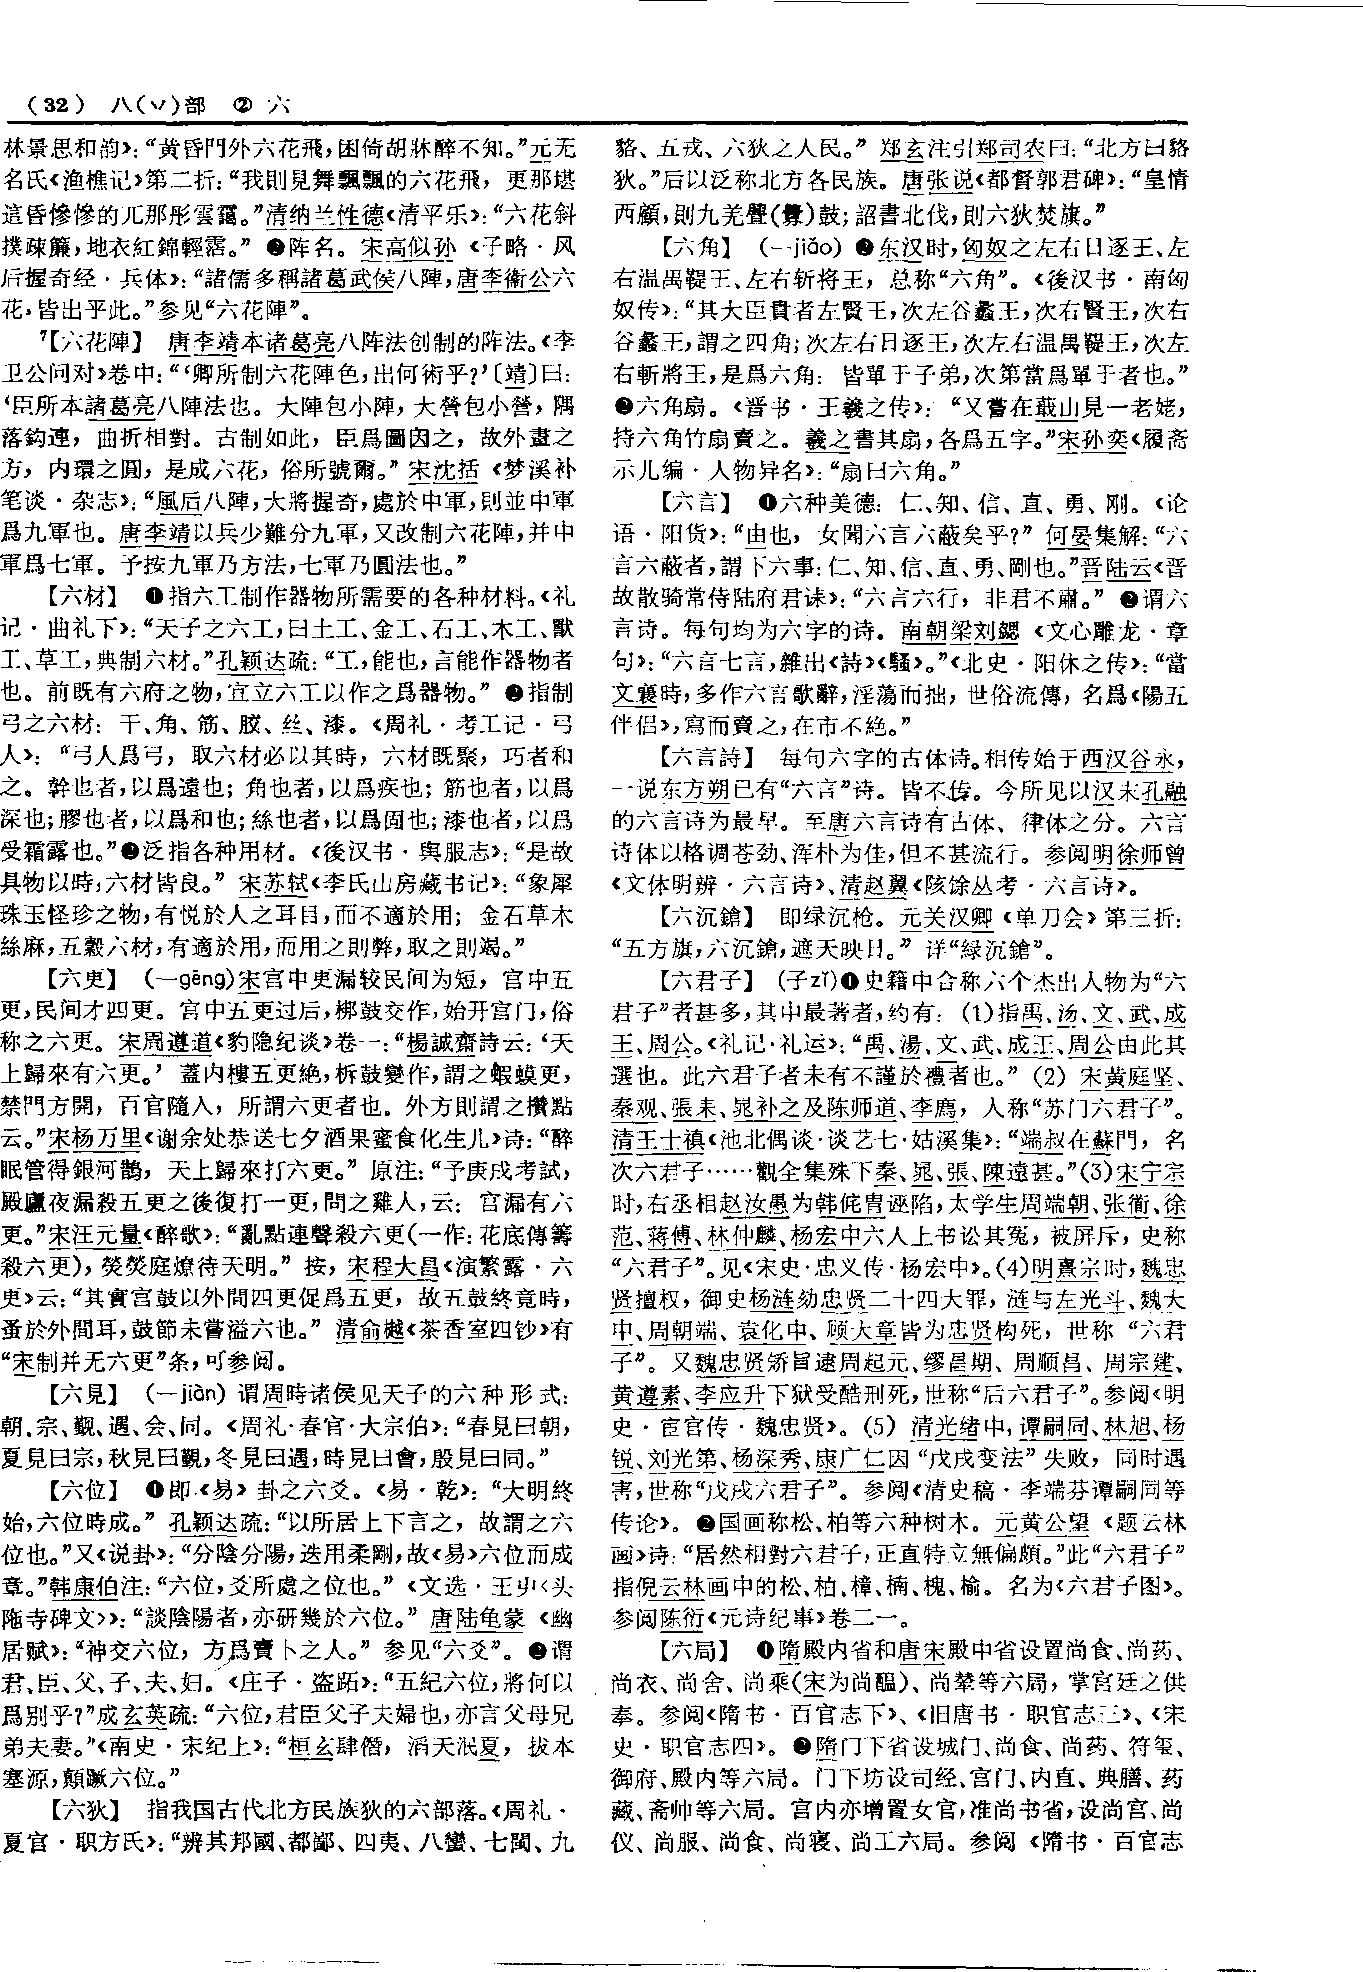 (32) 八(丷)部 ② 六
林景思和韵》：“黄昏門外六花飛，困倚胡牀醉不知。”元无
名氏《渔樵记》第二折：“我則見舞飄飄的六花飛，更那堪
這昏慘慘的兀那彤雲靄。”清纳兰性德《清平乐》：“六花斜
撲疎簾，地衣紅錦輕霑。”❷阵名。宋高似孙《子略·风
后握奇经·兵体》：“諸儒多稱諸葛武侯八陣，唐李衛公六
花，皆出乎此。”参见“六花陣”。
7【六花陣】 唐李靖本诸葛亮八阵法创制的阵法。《李
卫公问对》卷中：“‘卿所制六花陣色，出何術乎？’〔靖〕曰：
‘臣所本諸葛亮八陣法也。大陣包小陣，大營包小營，隅
落鈎連，曲折相對。古制如此，臣爲圖因之，故外畫之
方，内環之圓，是成六花，俗所號爾。”宋沈括《梦溪补
笔谈·杂志》：“風后八陣，大將握奇，處於中軍，則並中軍
爲九軍也。唐李靖以兵少難分九軍，又改制六花陣，并中
軍爲七軍。予按九軍乃方法，七軍乃圓法也。”
【六材】 ❶指六工制作器物所需要的各种材料。《礼
记·曲礼下》：“天子之六工，曰土工、金工、石工、木工、獸
工、草工，典制六材。”孔颖达疏：“工，能也，言能作器物者
也。前既有六府之物，宜立六工以作之爲器物。”❷指制
弓之六材：干、角、筋、胶、丝、漆。《周礼·考工记·弓
人》：“弓人爲弓，取六材必以其時，六材既聚，巧者和
之。幹也者，以爲遠也；角也者，以爲疾也；筋也者，以爲
深也；膠也者，以爲和也；絲也者，以爲固也；漆也者，以爲
受霜露也。”❸泛指各种用材。《後汉书·舆服志》：“是故
具物以時，六材皆良。”宋苏轼《李氏山房藏书记》：“象犀
珠玉怪珍之物，有悦於人之耳目，而不適於用；金石草木
絲麻，五穀六材，有適於用，而用之則弊，取之則竭。”
【六更】 (—gēng)宋宫中更漏较民间为短，宫中五
更，民间才四更。宫中五更过后，梆鼓交作，始开宫门，俗
称之六更。宋周遵道《豹隐纪谈》卷一：“楊誠齋詩云：‘天
上歸來有六更。’蓋内樓五更絶，柝鼓變作，謂之蝦蟆更，
禁門方開，百官隨入，所謂六更者也。外方則謂之攢點
云。”宋杨万里《谢余处恭送七夕酒果蜜食化生儿》诗：“醉
眠管得銀河鵲，天上歸來打六更。”原注：“予庚戌考試，
殿廬夜漏殺五更之後復打一更，問之雞人，云：宫漏有六
更。”宋汪元量《醉歌》：“亂點連聲殺六更(一作：花底傳籌
殺六更)，熒熒庭燎待天明。”按，宋程大昌《演繁露·六
更》云：“其實宫鼓以外間四更促爲五更，故五鼓終竟時，
蚤於外間耳，鼓節未嘗溢六也。”清俞樾《茶香室四钞》有
“宋制并无六更”条，可参阅。
【六見】 (—jiàn) 谓周時诸侯见天子的六种形式：
朝、宗、觐、遇、会、同。《周礼·春官·大宗伯》：“春見曰朝，
夏見曰宗，秋見曰覲，冬見曰遇，時見曰會，殷見曰同。”
【六位】 ❶即《易》卦之六爻。《易·乾》：“大明終
始，六位時成。”孔颖达疏：“以所居上下言之，故謂之六
位也。”又《说卦》：“分陰分陽，迭用柔剛，故《易》六位而成
章。”韩康伯注：“六位，爻所處之位也。”《文选·王屮〈头
陁寺碑文〉》：“談陰陽者，亦研幾於六位。”唐陆龟蒙《幽
居赋》：“神交六位，方爲賣卜之人。”参见“六爻”。❷谓
君、臣、父、子、夫、妇。《庄子·盗跖》：“五紀六位，將何以
爲别乎？”成玄英疏：“六位，君臣父子夫婦也，亦言父母兄
弟夫妻。”《南史·宋纪上》：“桓玄肆僭，滔天泯夏，拔本
塞源，顛蹶六位。”
【六狄】 指我国古代北方民族狄的六部落。《周礼·
夏官·职方氏》：“辨其邦國、都鄙、四夷、八蠻、七閩、九
貉、五戎、六狄之人民。”郑玄注引郑司农曰：“北方曰貉
狄。”后以泛称北方各民族。唐张说《都督郭君碑》：“皇情
西顧，則九羌舋(釁)鼓；詔書北伐，則六狄焚旗。”
【六角】 (—jiǎo) ❶东汉时，匈奴之左右日逐王、左
右温禺鞮王、左右斩将王，总称“六角”。《後汉书·南匈
奴传》：“其大臣貴者左賢王，次左谷蠡王，次右賢王，次右
谷蠡王，謂之四角；次左右日逐王，次左右温禺鞮王，次左
右斬將王，是爲六角：皆單于子弟，次第當爲單于者也。”
❷六角扇。《晋书·王羲之传》：“又嘗在蕺山見一老姥，
持六角竹扇賣之。羲之書其扇，各爲五字。”宋孙奕《履斋
示儿编·人物异名》：“扇曰六角。”
【六言】 ❶六种美德：仁、知、信、直、勇、刚。《论
语·阳货》：“由也，女聞六言六蔽矣乎？”何晏集解：“六
言六蔽者，謂下六事：仁、知、信、直、勇、剛也。”晋陆云《晋
故散骑常侍陆府君诔》：“六言六行，非君不肅。”❷谓六
言诗。每句均为六字的诗。南朝梁刘勰《文心雕龙·章
句》：“六言七言，雜出《詩》《騷》。”《北史·阳休之传》：“當
文襄時，多作六言歌辭，淫蕩而拙，世俗流傳，名爲《陽五
伴侣》，寫而賣之，在市不絶。”
【六言詩】 每句六字的古体诗。相传始于西汉谷永，
一说东方朔已有“六言”诗。皆不传。今所见以汉末孔融
的六言诗为最早。至唐六言诗有古体、律体之分。六言
诗体以格调苍劲、浑朴为佳，但不甚流行。参阅明徐师曾
《文体明辨·六言诗》、清赵翼《陔馀丛考·六言诗》。
【六沉鎗】 即绿沉枪。元关汉卿《单刀会》第三折：
“五方旗，六沉鎗，遮天映日。”详“緑沉鎗”。
【六君子】 (子zǐ)❶史籍中合称六个杰出人物为“六
君子”者甚多，其中最著者，约有：(1)指禹、汤、文、武、成
王、周公。《礼记·礼运》：“禹、湯、文、武、成王、周公由此其
選也。此六君子者未有不謹於禮者也。”(2) 宋黄庭坚、
秦观、張耒、晁补之及陈师道、李廌，人称“苏门六君子”。
清王士禛《池北偶谈·谈艺七·姑溪集》：“端叔在蘇門，名
次六君子……觀全集殊下秦、晁、張、陳遠甚。”(3)宋宁宗
时，右丞相赵汝愚为韩侂胄诬陷，太学生周端朝、张衜、徐
范、蒋傅、林仲麟、杨宏中六人上书讼其冤，被屏斥，史称
“六君子”。见《宋史·忠义传·杨宏中》。(4)明熹宗时，魏忠
贤擅权，御史杨涟劾忠贤二十四大罪，涟与左光斗、魏大
中、周朝端、袁化中、顾大章皆为忠贤构死，世称“六君
子”。又魏忠贤矫旨逮周起元、缪昌期、周顺昌、周宗建、
黄遵素、李应升下狱受酷刑死，世称“后六君子”。参阅《明
史·宦官传·魏忠贤》。(5) 清光绪中，谭嗣同、林旭、杨
锐、刘光第、杨深秀、康广仁因“戊戌变法”失败，同时遇
害，世称“戊戌六君子”。参阅《清史稿·李端芬谭嗣同等
传论》。❷国画称松、柏等六种树木。元黄公望《题云林
画》诗：“居然相對六君子，正直特立無偏頗。”此“六君子”
指倪云林画中的松、柏、樟、楠、槐、榆。名为《六君子图》。
参阅陈衍《元诗纪事》卷二一。
【六局】 ❶隋殿内省和唐宋殿中省设置尚食、尚药、
尚衣、尚舍、尚乘(宋为尚醖)、尚辇等六局，掌宫廷之供
奉。参阅《隋书·百官志下》、《旧唐书·职官志三》、《宋
史·职官志四》。❷隋门下省设城门、尚食、尚药、符玺、
御府、殿内等六局。门下坊设司经、宫门、内直、典膳、药
藏、斋帅等六局。宫内亦增置女官，准尚书省，设尚宫、尚
仪、尚服、尚食、尚寝、尚工六局。参阅《隋书·百官志